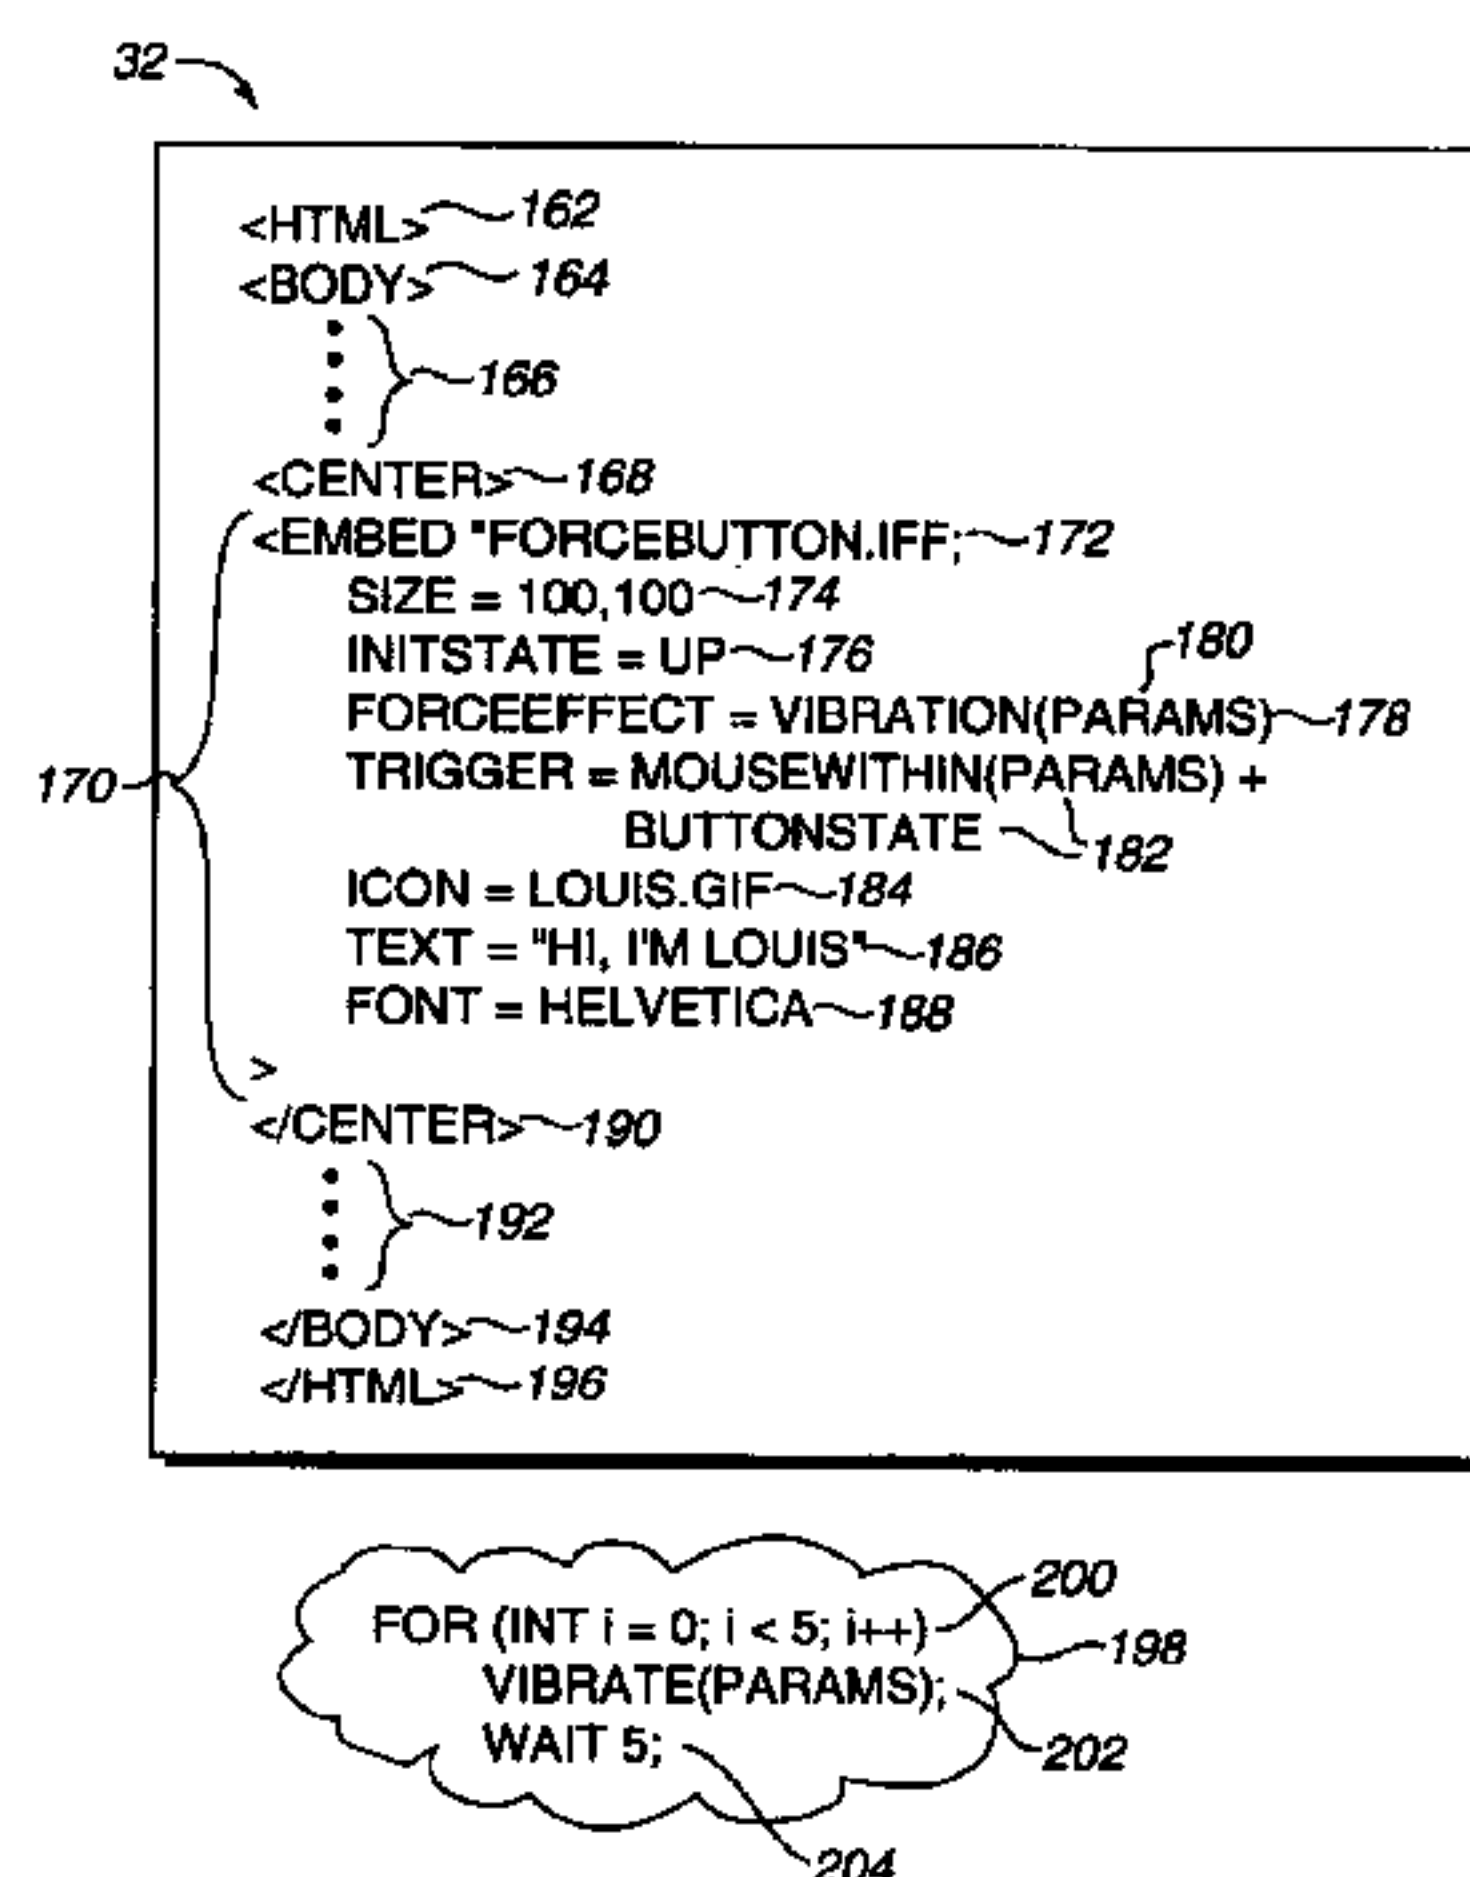 32
<HTML> 162
<BODY> 164
166
<CENTER> 168
<EMBED "FORCEBUTTON.IFF; 172
SIZE = 100,100 174
INITSTATE = UP 176
180
FORCEEFFECT = VIBRATION(PARAMS) 178
170
TRIGGER = MOUSEWITHIN(PARAMS) +
BUTTONSTATE 182
ICON = LOUIS.GIF 184
TEXT = "HI, I'M LOUIS" 186
FONT = HELVETICA 188
>
</CENTER> 190
192
</BODY> 194
</HTML> 196
200
FOR (INT i = 0; i < 5; i++)
198
VIBRATE(PARAMS);
WAIT 5; 202
204